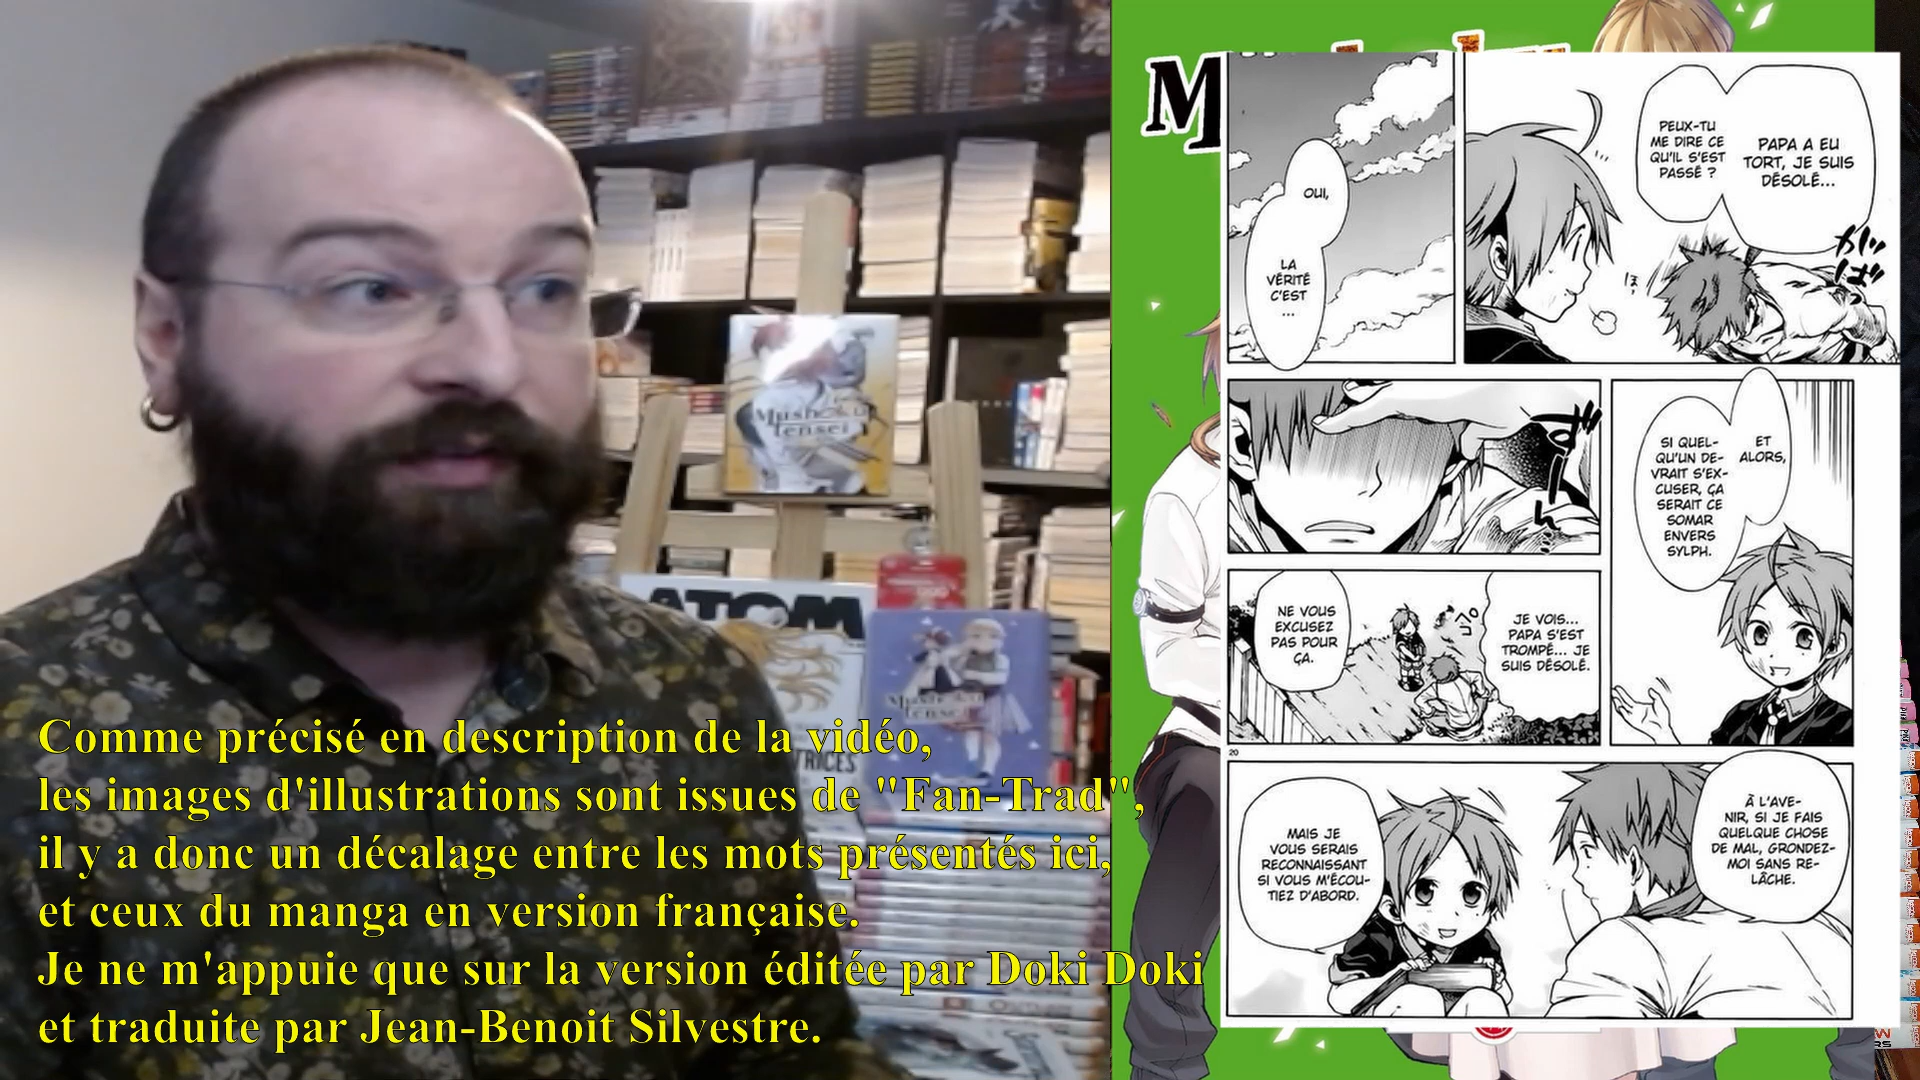 Mushoku
Tensei
ATOM
TRICES
Mushoku
Tensei
Comme précisé en description de la vidéo,
les images d'illustrations sont issues de "Fan-Trad",
il y a donc un décalage entre les mots présentés ici,
et ceux du manga en version française.
Je ne m'appuie que sur la version éditée par Doki Doki
et traduite par Jean-Benoit Silvestre.
M
PAPA A EU
TORT, JE SUIS
DÉSOLÉ...
PEUX-TU
ME DIRE CE
QU'IL S'EST
PASSÉ ?
OUI,
LA
VÉRITÉ
C'EST
...
ET
ALORS,
SI QUEL-
QU'UN DE-
VRAIT S'EX-
CUSER, ÇA
SERAIT CE
SOMAR
ENVERS
SYLPH.
JE VOIS...
PAPA S'EST
TROMPÉ... JE
SUIS DÉSOLÉ.
NE VOUS
EXCUSEZ
PAS POUR
ÇA.
20
À L'AVE-
NIR, SI JE FAIS
QUELQUE CHOSE
DE MAL, GRONDEZ-
MOI SANS RE-
LÂCHE.
MAIS JE
VOUS SERAIS
RECONNAISSANT
SI VOUS M'ÉCOU-
TIEZ D'ABORD.